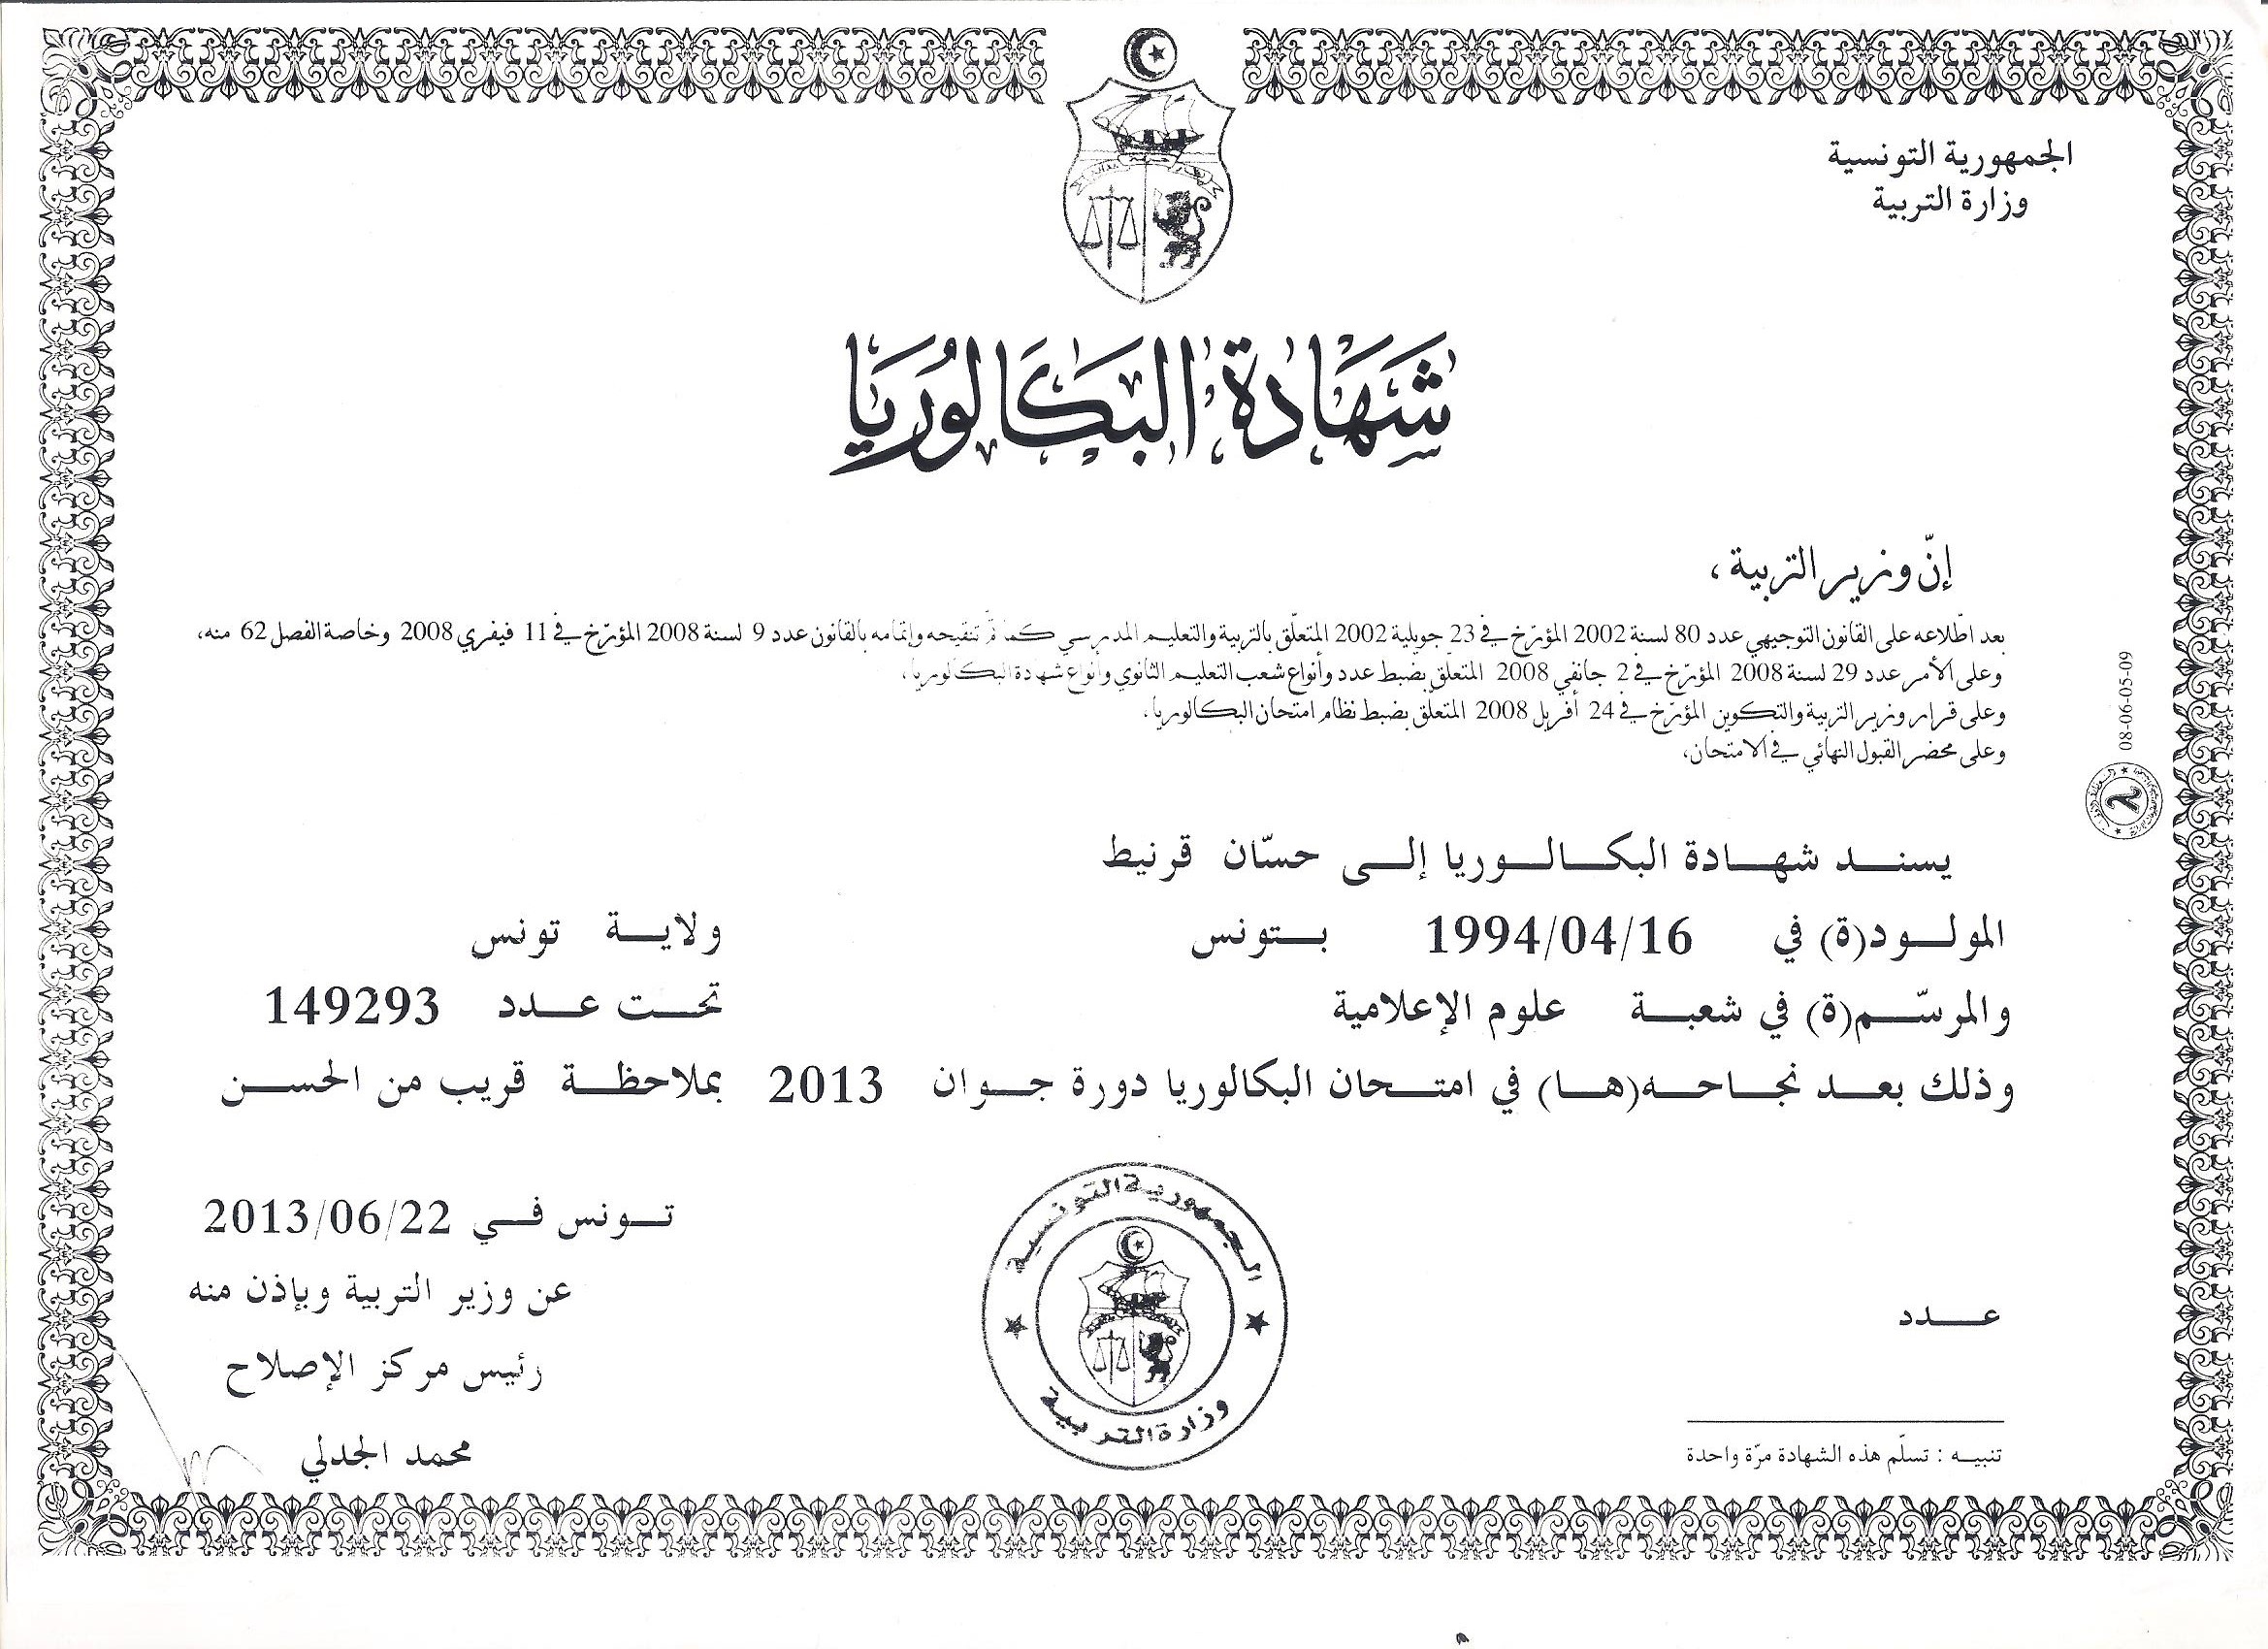 الجمهورية التونسية
وزارة التربية
شَهَادَة البَكَالُورِيَا
إنّ وزير التربية،
بعد اطّلاعه على القانون التوجيهي عدد 80 لسنة 2002 المؤرّخ في 23 جويلية 2002 المتعلّق بالتربية والتعليم المدرسي كما تمّ تنقيحه وإتمامه بالقانون عدد 9 لسنة 2008 المؤرّخ في 11 فيفري 2008 وخاصة الفصل 62 منه،
وعلى الأمر عدد 29 لسنة 2008 المؤرّخ في 2 جانفي 2008 المتعلّق بضبط عدد وأنواع شعب التعليم الثانوي وأنواع شهادة البكالوريا،
وعلى قرار وزير التربية والتكوين المؤرّخ في 24 أفريل 2008 المتعلّق بضبط نظام امتحان البكالوريا،
وعلى محضر القبول النهائي في الامتحان،
08-06-05-09
يسند شهادة البكالوريا إلى حسّان قرنيط
المولود(ة) في 1994/04/16 بتونس ولاية تونس
والمرسّم(ة) في شعبة علوم الإعلامية تحت عدد 149293
وذلك بعد نجاحه(ها) في امتحان البكالوريا دورة جوان 2013 بملاحظة قريب من الحسن
تونس في 2013/06/22
عن وزير التربية وبإذن منه
رئيس مركز الإصلاح
محمد الجدلي
الجمهورية التونسية
وزارة التربية
عدد
تنبيه : تسلّم هذه الشهادة مرّة واحدة